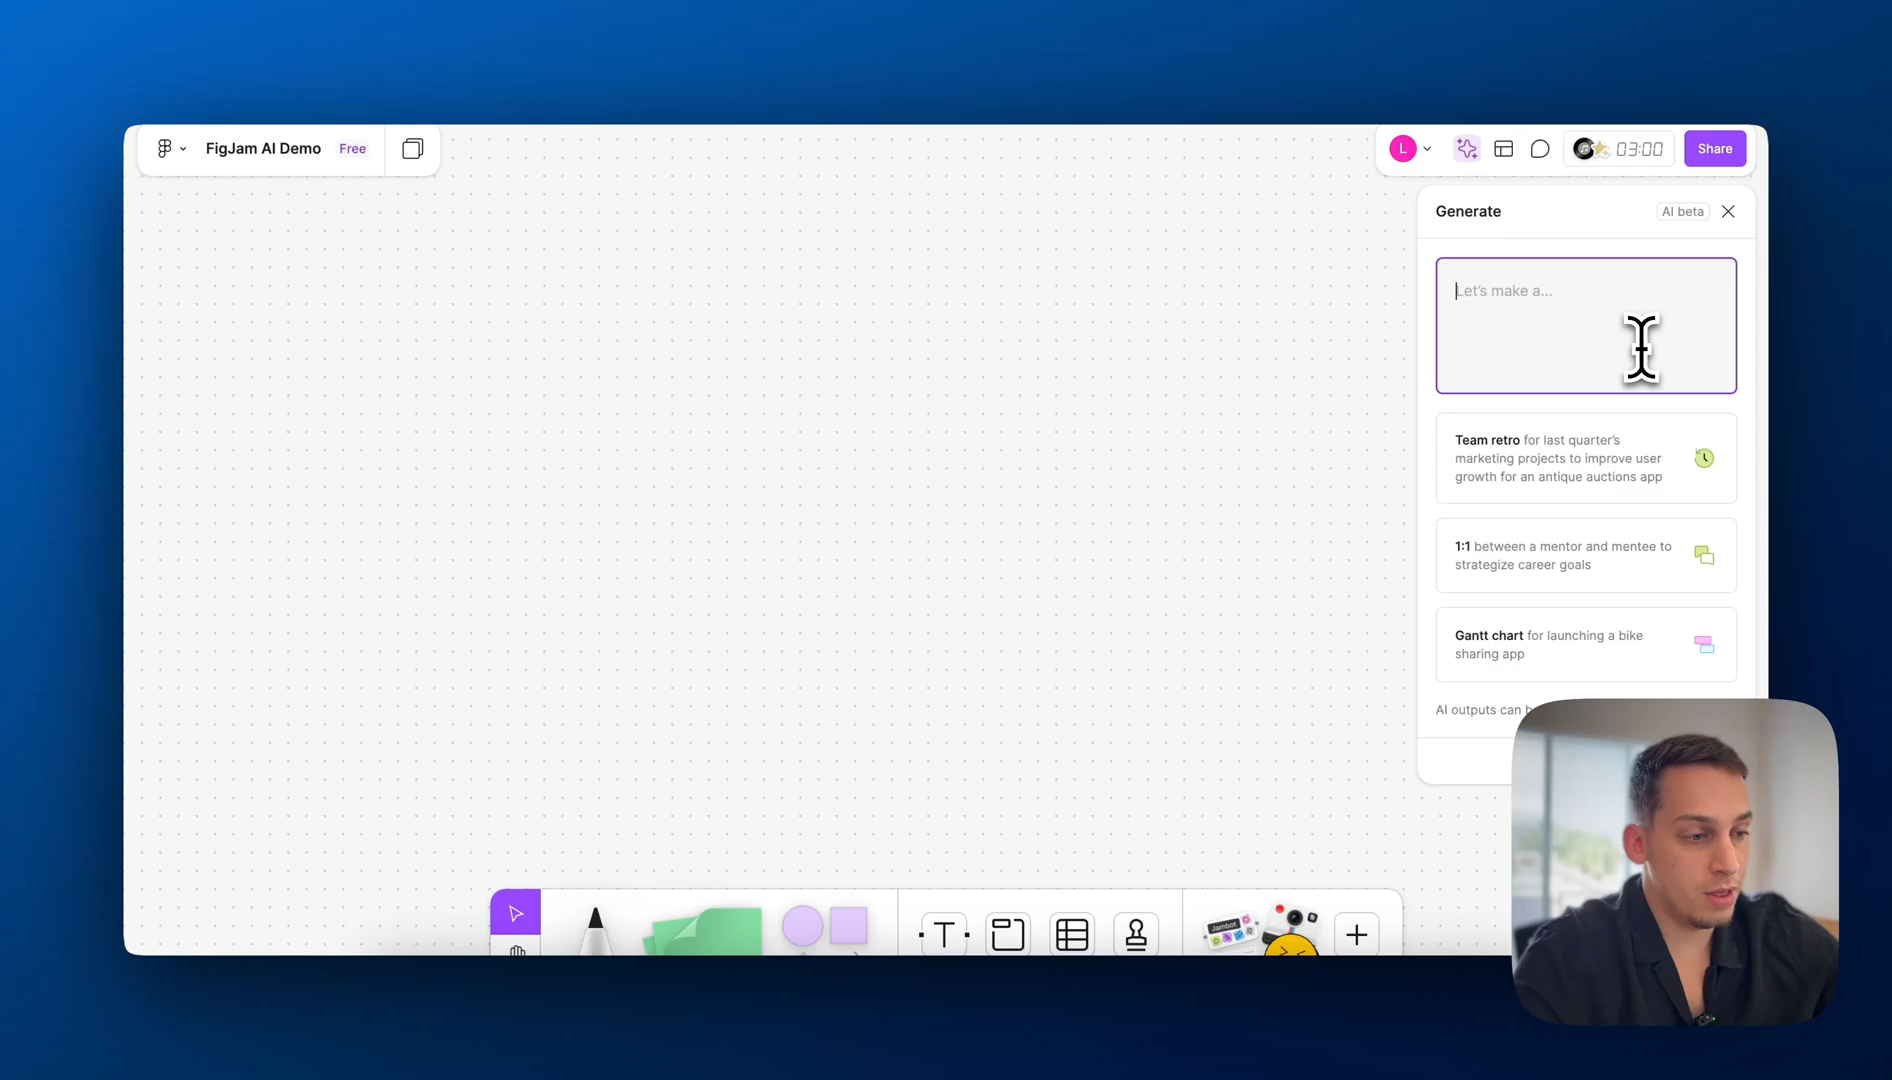 FigJam AI Demo Free
L 03:00 Share
Generate AI beta
Let's make a...
Team retro for last quarter's
marketing projects to improve user
growth for an antique auctions app
1:1 between a mentor and mentee to
strategize career goals
Gantt chart for launching a bike
sharing app
AI outputs can
T
Jambot